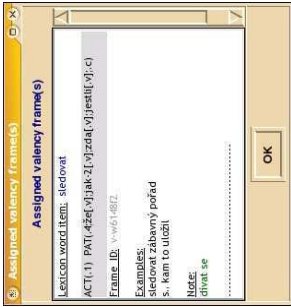 Assigned valency frame(s)
Assigned valency frame(s)
Lexicon word item: sledovat
ACT(.1) PAT(.4;že[.v];jak-2[.v];zda[.v];jestli[.v];.c)
Frame ID: v-w6148f2
Examples:
sledovat zábavný pořad
s., kam to uložil
Note:
dívat se
OK